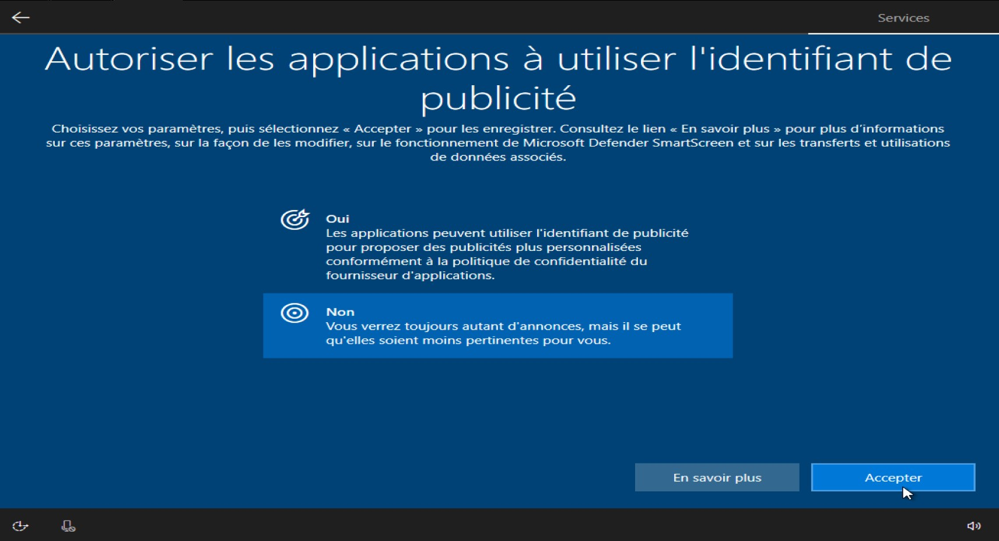 Services
Autoriser les applications à utiliser l'identifiant de
publicité
Choisissez vos paramètres, puis sélectionnez « Accepter » pour les enregistrer. Consultez le lien « En savoir plus » pour plus d’informations
sur ces paramètres, sur la façon de les modifier, sur le fonctionnement de Microsoft Defender SmartScreen et sur les transferts et utilisations
de données associés.
Oui
Les applications peuvent utiliser l'identifiant de publicité
pour proposer des publicités plus personnalisées
conformément à la politique de confidentialité du
fournisseur d'applications.
Non
Vous verrez toujours autant d'annonces, mais il se peut
qu'elles soient moins pertinentes pour vous.
En savoir plus
Accepter